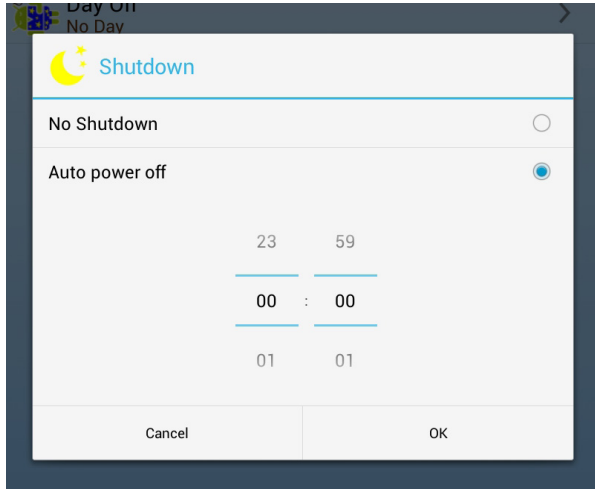 Day Off
No Day
Shutdown
No Shutdown
Auto power off
23 59
00 : 00
01 01
Cancel OK